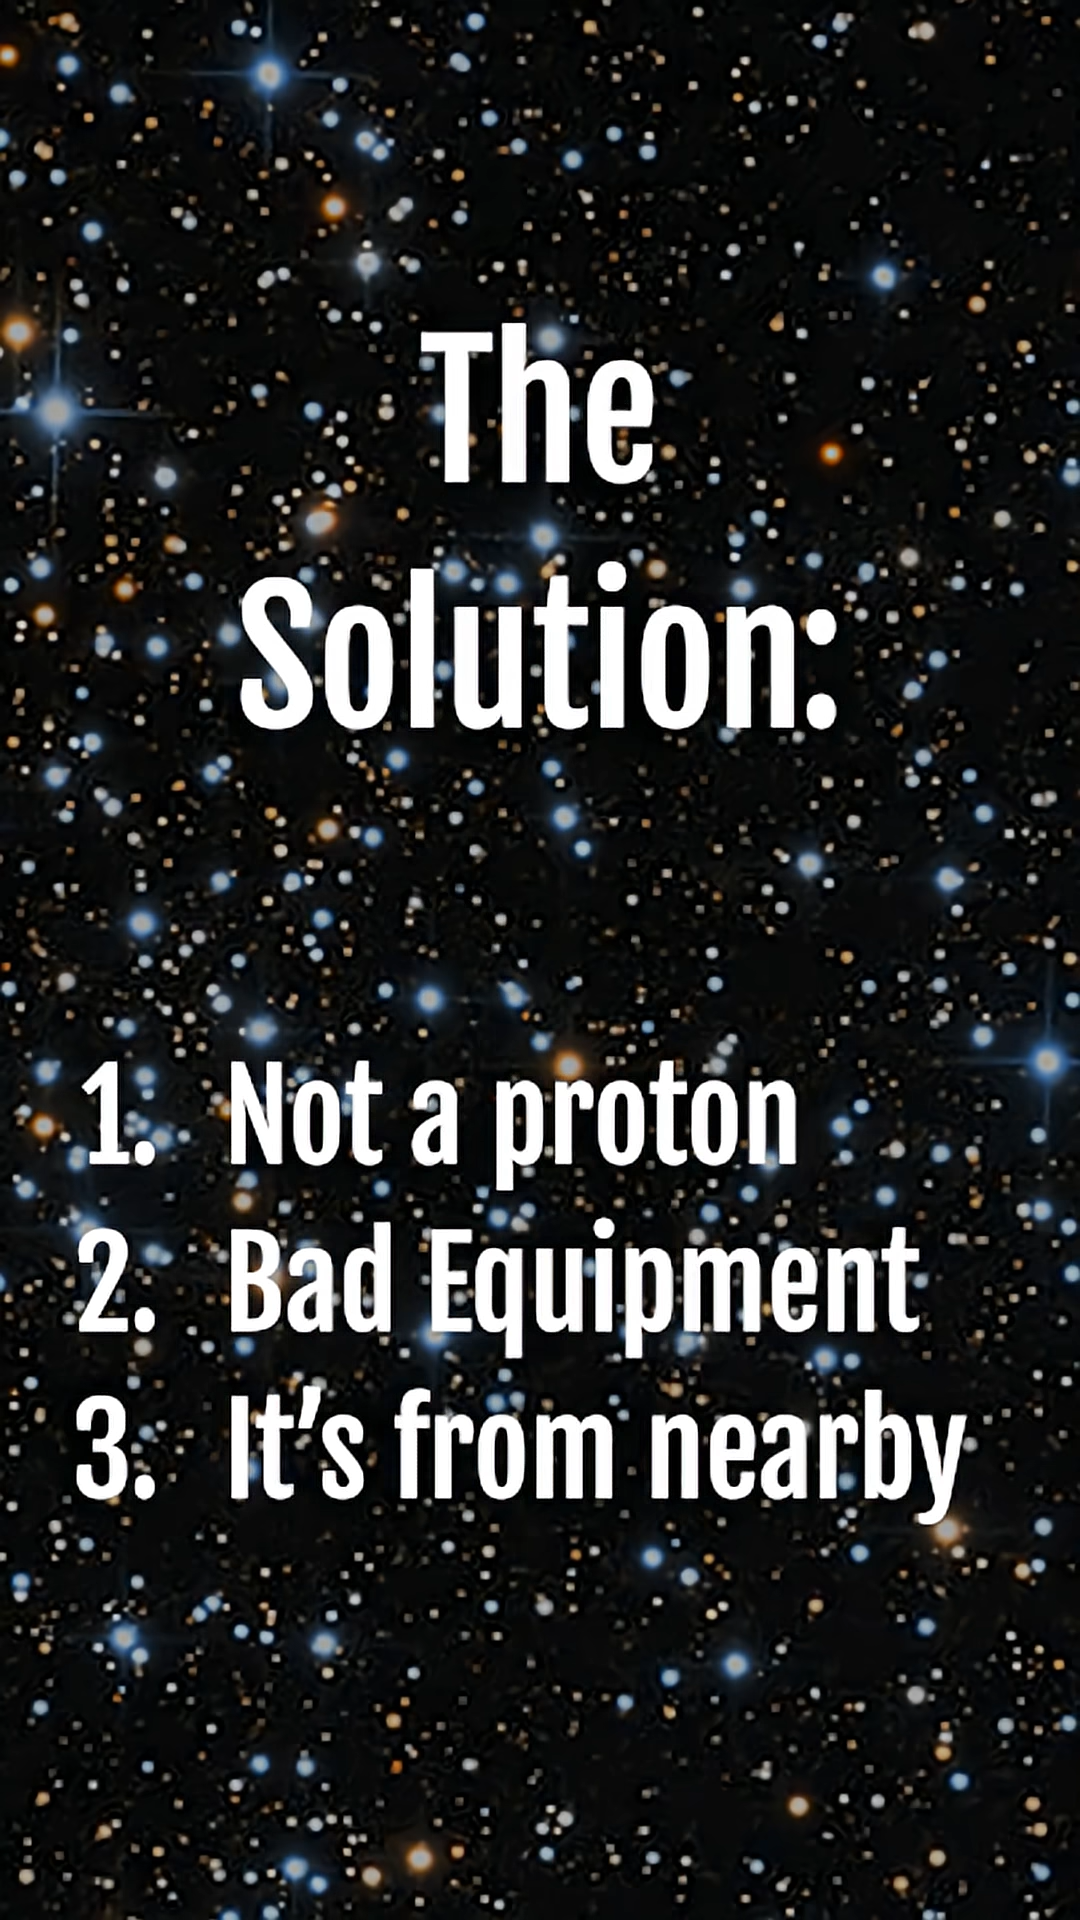 The
Solution:
1. Not a proton
2. Bad Equipment
3. It's from nearby